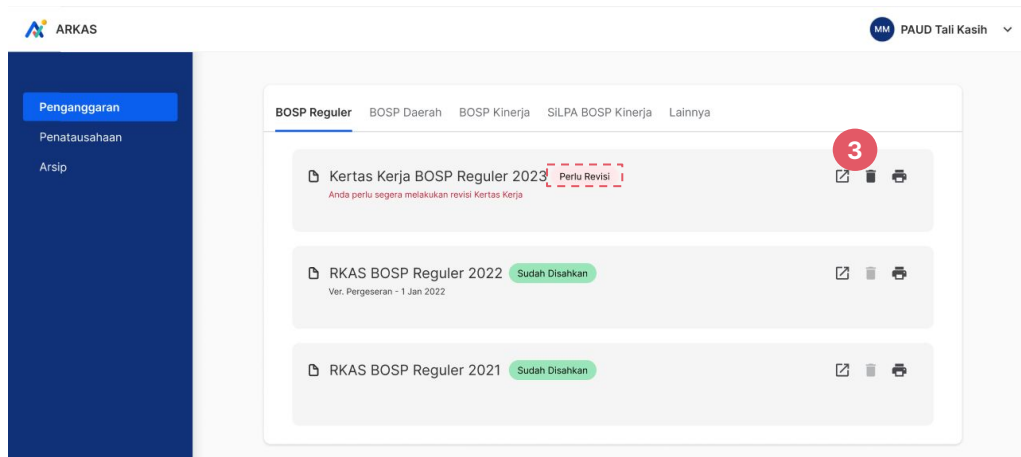 ARKAS
MM PAUD Tali Kasih
Penganggaran
Penatausahaan
Arsip
BOSP Reguler BOSP Daerah BOSP Kinerja SiLPA BOSP Kinerja Lainnya
3
Kertas Kerja BOSP Reguler 2023 Perlu Revisi
Anda perlu segera melakukan revisi Kertas Kerja
RKAS BOSP Reguler 2022 Sudah Disahkan
Ver. Pergeseran - 1 Jan 2022
RKAS BOSP Reguler 2021 Sudah Disahkan